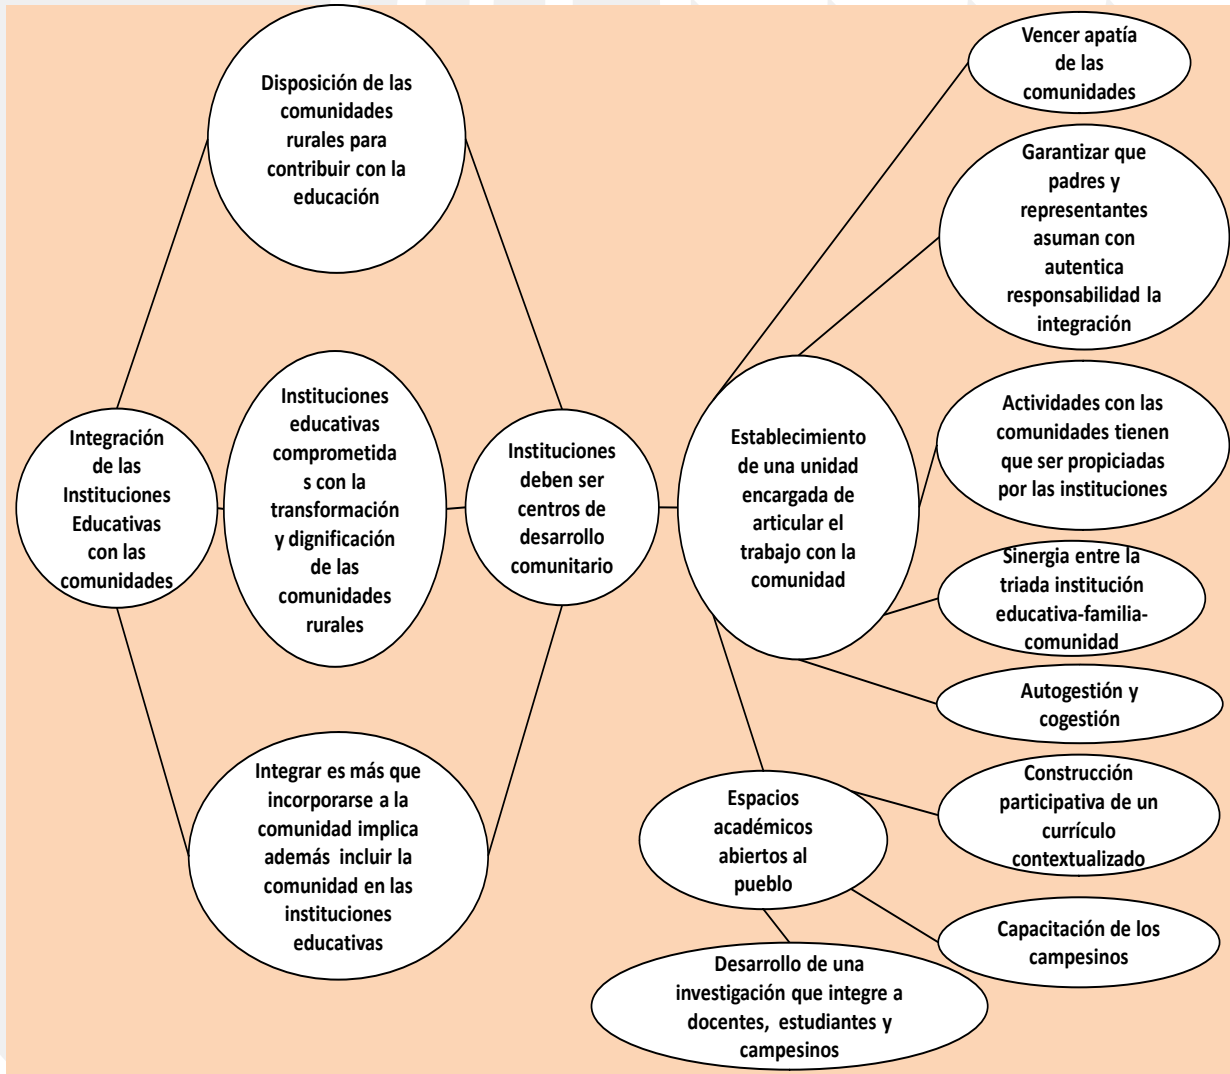 Disposición de las
comunidades
rurales para
contribuir con la
educación
Integración
de las
Instituciones
Educativas
con las
comunidades
Instituciones
educativas
comprometida
s con la
transformación
y dignificación
de las
comunidades
rurales
Integrar es más que
incorporarse a la
comunidad implica
además incluir la
comunidad en las
instituciones
educativas
Instituciones
deben ser
centros de
desarrollo
comunitario
Establecimiento
de una unidad
encargada de
articular el
trabajo con la
comunidad
Vencer apatía
de las
comunidades
Garantizar que
padres y
representantes
asuman con
autentica
responsabilidad la
integración
Actividades con las
comunidades tienen
que ser propiciadas
por las instituciones
Sinergia entre la
triada institución
educativa-familia-
comunidad
Autogestión y
cogestión
Espacios
académicos
abiertos al
pueblo
Construcción
participativa de un
currículo
contextualizado
Capacitación de los
campesinos
Desarrollo de una
investigación que integre a
docentes, estudiantes y
campesinos